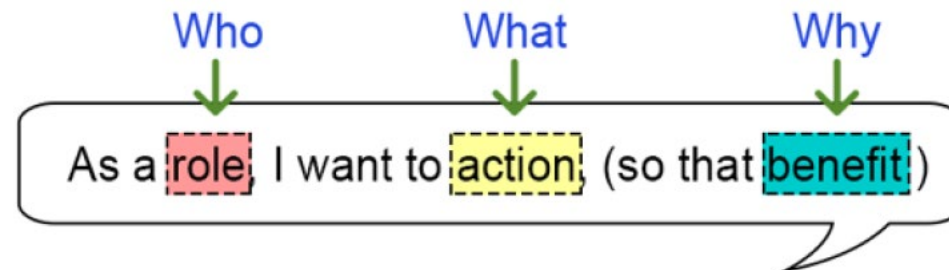 Who What Why
As a role, I want to action, (so that benefit)